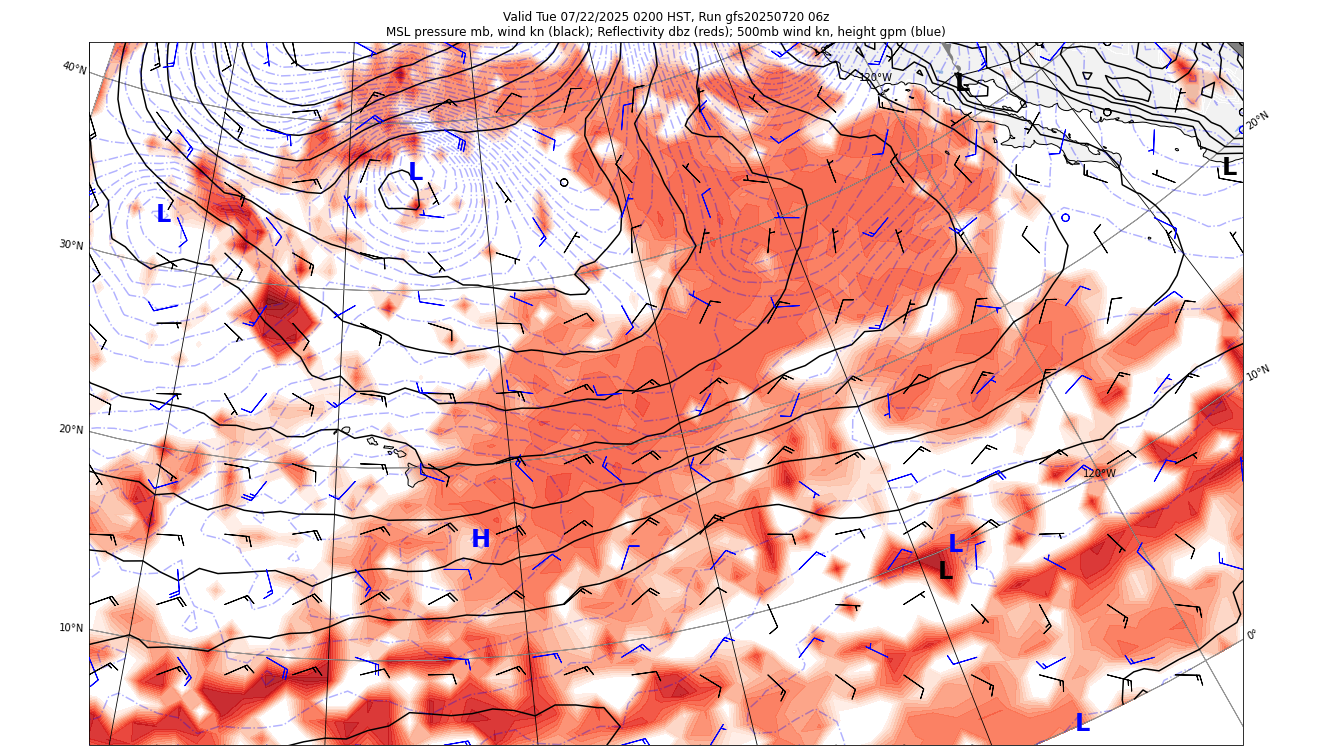 Valid Tue 07/22/2025 0200 HST, Run gfs20250720 06z
MSL pressure mb, wind kn (black); Reflectivity dbz (reds); 500mb wind kn, height gpm (blue)
40°N
120°W
L
20°N
L
L
L
30°N
10°N
20°N
120°W
H
L
L
10°N
0°
L